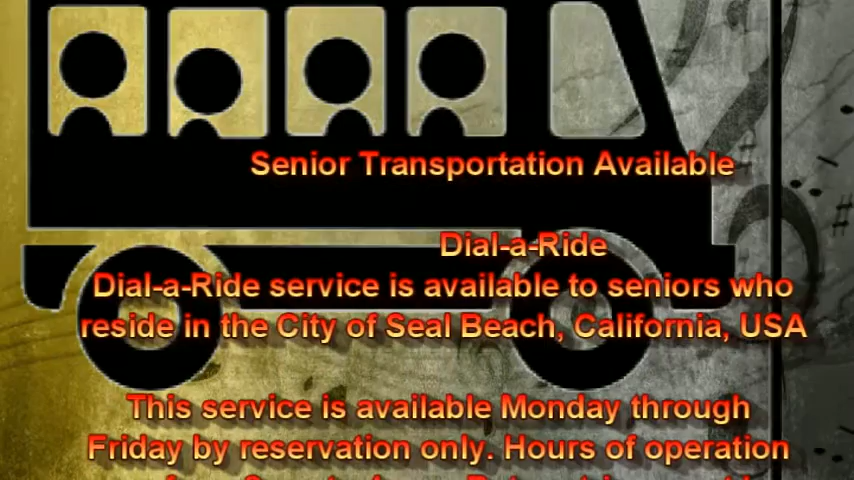 Senior Transportation Available
Dial-a-Ride
Dial-a-Ride service is available to seniors who
reside in the City of Seal Beach, California, USA
This service is available Monday through
Friday by reservation only. Hours of operation